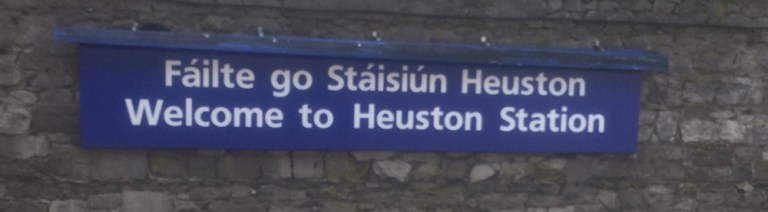 Fáilte go Stáisiún Heuston
Welcome to Heuston Station